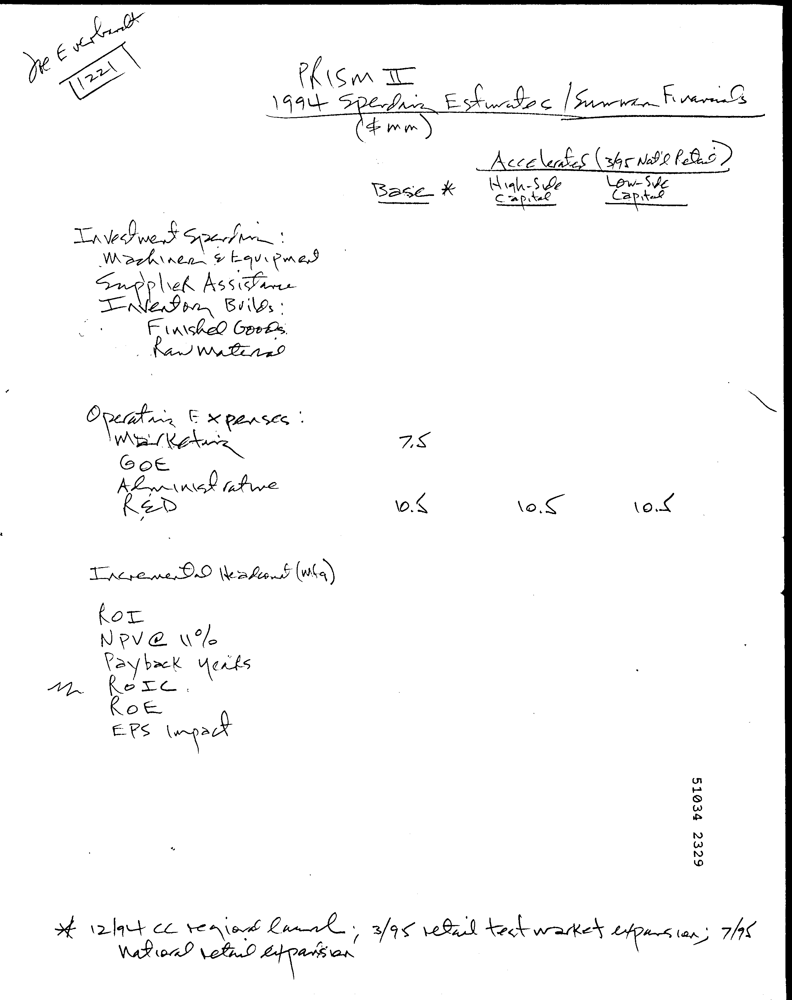 Joe Everbardt
1221
PRISM II
1994 Spending Estimates / Summary Financials
($ mm)
Accelerated (3/95 Nat'l Retail)
Base * High-Side Low-Side
Capital Capital
Investment Spending:
Machinery & Equipment
Supplier Assistance
Inventory Builds:
Finished Goods
Raw Material
Operating Expenses:
Marketing 7.5
GOE
Administrative
R&D 10.5 10.5 10.5
Incremental Headcount (mfg)
ROI
NPV @ 11%
Payback years
ROIC
ROE
EPS Impact
51034 2329
* 12/94 CC regional launch; 3/95 retail test market expansion; 7/95
national retail expansion